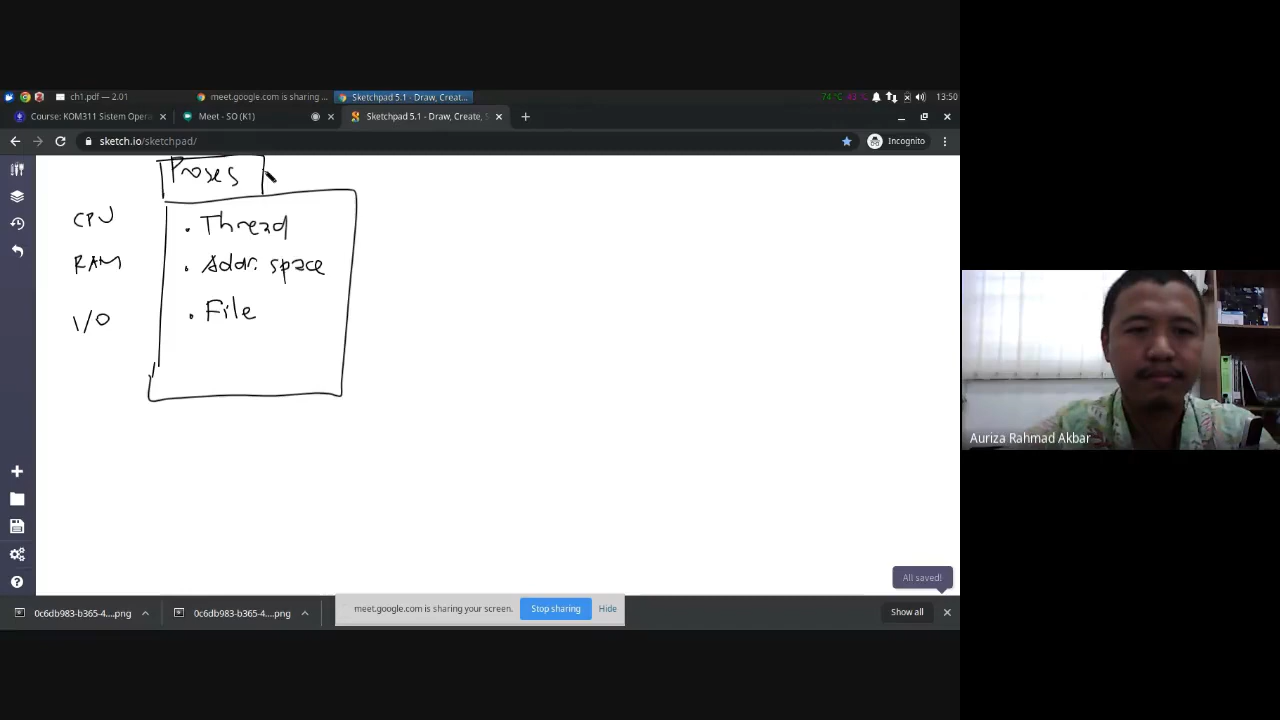 ch1.pdf — 2.01
meet.google.com is sharing ...
Sketchpad 5.1 - Draw, Creat...
74°C
43°C
13:50
Course: KOM311 Sistem Opera
Meet - SO (K1)
Sketchpad 5.1 - Draw, Create, S
sketch.io/sketchpad/
Incognito
Proses
CPU
. Thread
RAM
. Addr. space
I/O
. File
Auriza Rahmad Akbar
All saved!
0c6db983-b365-4....png
0c6db983-b365-4....png
meet.google.com is sharing your screen.
Stop sharing
Hide
Show all